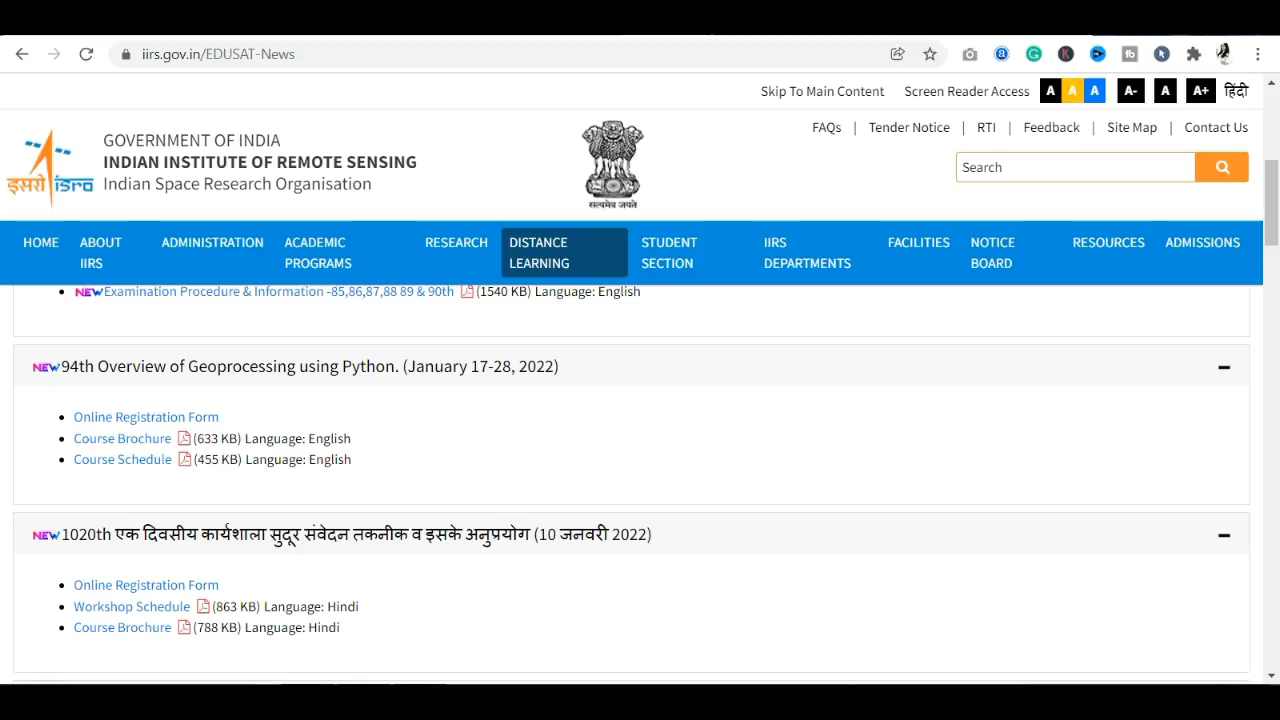 iirs.gov.in/EDUSAT-News
Skip To Main Content Screen Reader Access A A A A- A A+ हिंदी
FAQs | Tender Notice | RTI | Feedback | Site Map | Contact Us
GOVERNMENT OF INDIA
INDIAN INSTITUTE OF REMOTE SENSING
Indian Space Research Organisation
इसरो isro
सत्यमेव जयते
Search
HOME ABOUT IIRS ADMINISTRATION ACADEMIC PROGRAMS RESEARCH DISTANCE LEARNING STUDENT SECTION IIRS DEPARTMENTS FACILITIES NOTICE BOARD RESOURCES ADMISSIONS
NEW Examination Procedure & Information -85,86,87,88 89 & 90th (1540 KB) Language: English
NEW 94th Overview of Geoprocessing using Python. (January 17-28, 2022)
Online Registration Form
Course Brochure (633 KB) Language: English
Course Schedule (455 KB) Language: English
NEW 1020th एक दिवसीय कार्यशाला सुदूर संवेदन तकनीक व इसके अनुप्रयोग (10 जनवरी 2022)
Online Registration Form
Workshop Schedule (863 KB) Language: Hindi
Course Brochure (788 KB) Language: Hindi